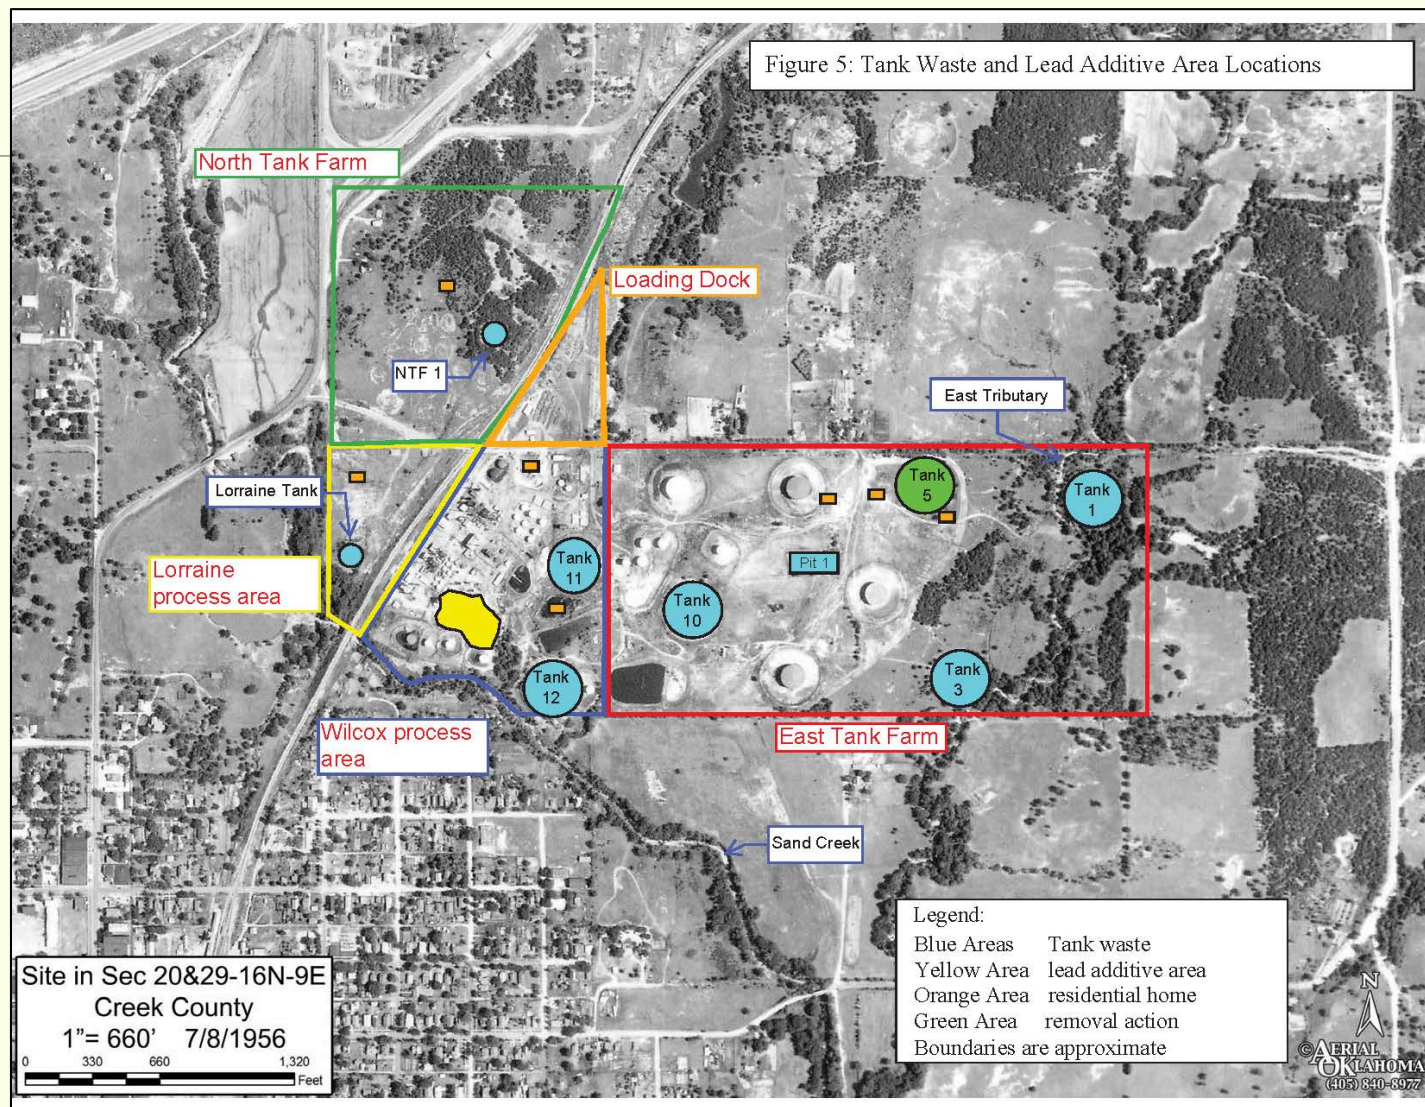 Figure 5: Tank Waste and Lead Additive Area Locations
North Tank Farm
Loading Dock
NTF 1
East Tributary
Lorraine Tank
Tank
5
Tank
1
Tank
11
Pit 1
Lorraine
process area
Tank
10
Tank
12
Tank
3
Wilcox process
area
East Tank Farm
Sand Creek
Legend:
Blue Areas Tank waste
Yellow Area lead additive area
Orange Area residential home
Green Area removal action
Boundaries are approximate
Site in Sec 20&29-16N-9E
Creek County
1”= 660’ 7/8/1956
0 330 660 1,320
Feet
N
©AERIAL
OKLAHOMA
(405) 840-8977